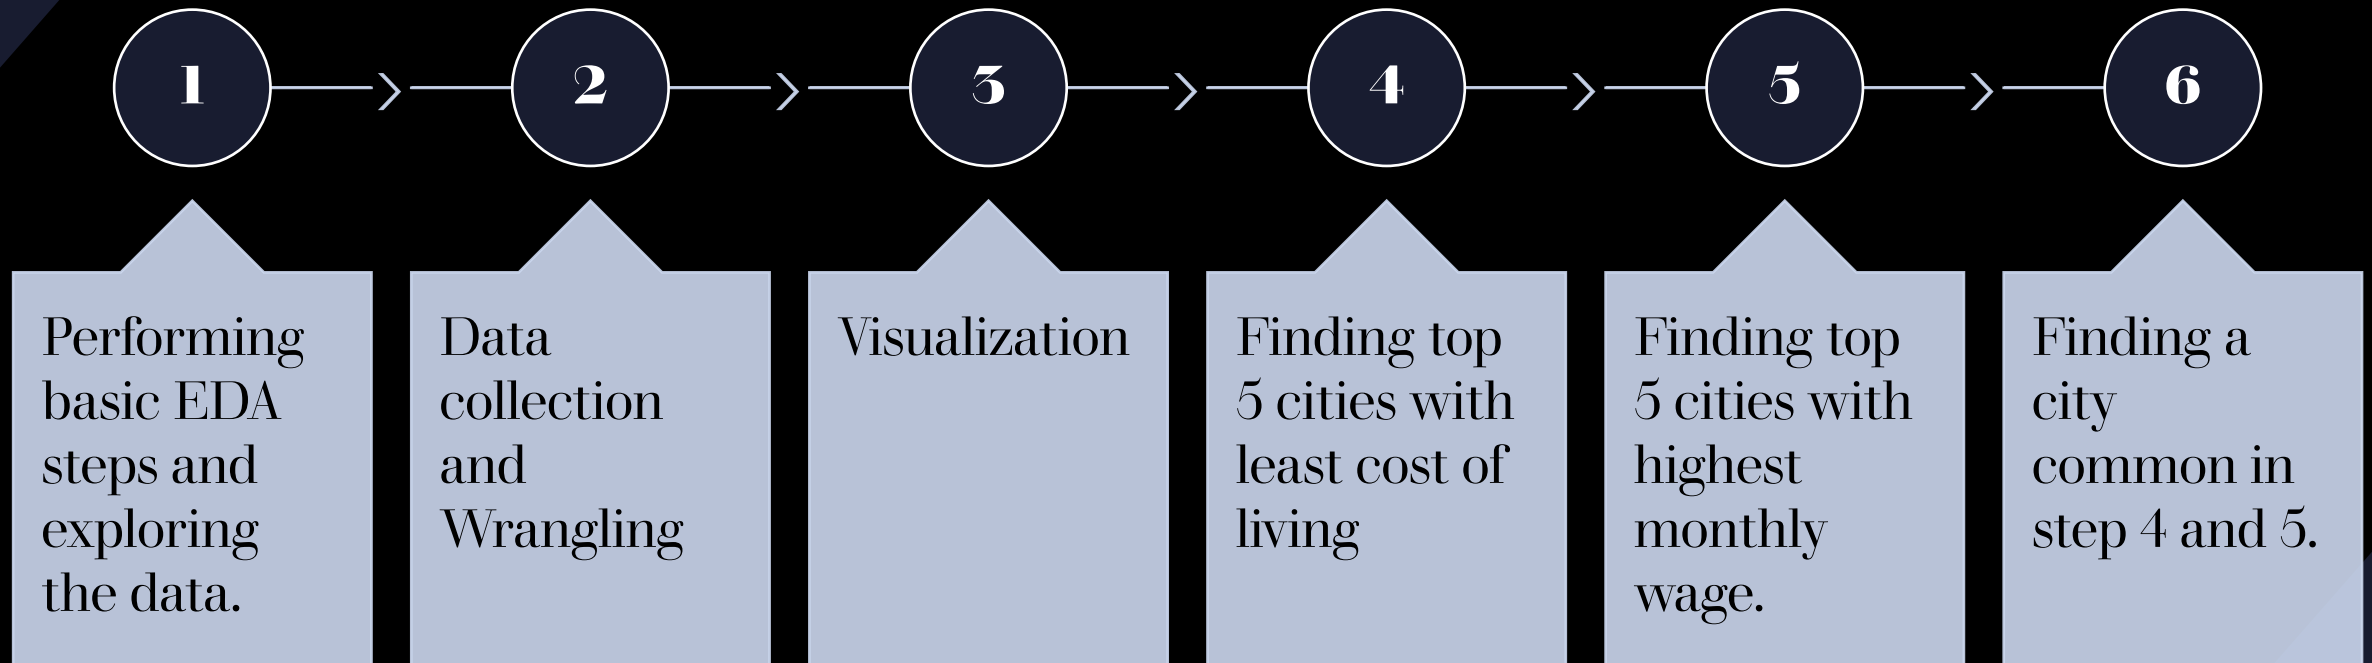 1
2
3
4
5
6
Performing
basic EDA
steps and
exploring
the data.
Data
collection
and
Wrangling
Visualization
Finding top
5 cities with
least cost of
living
Finding top
5 cities with
highest
monthly
wage.
Finding a
city
common in
step 4 and 5.